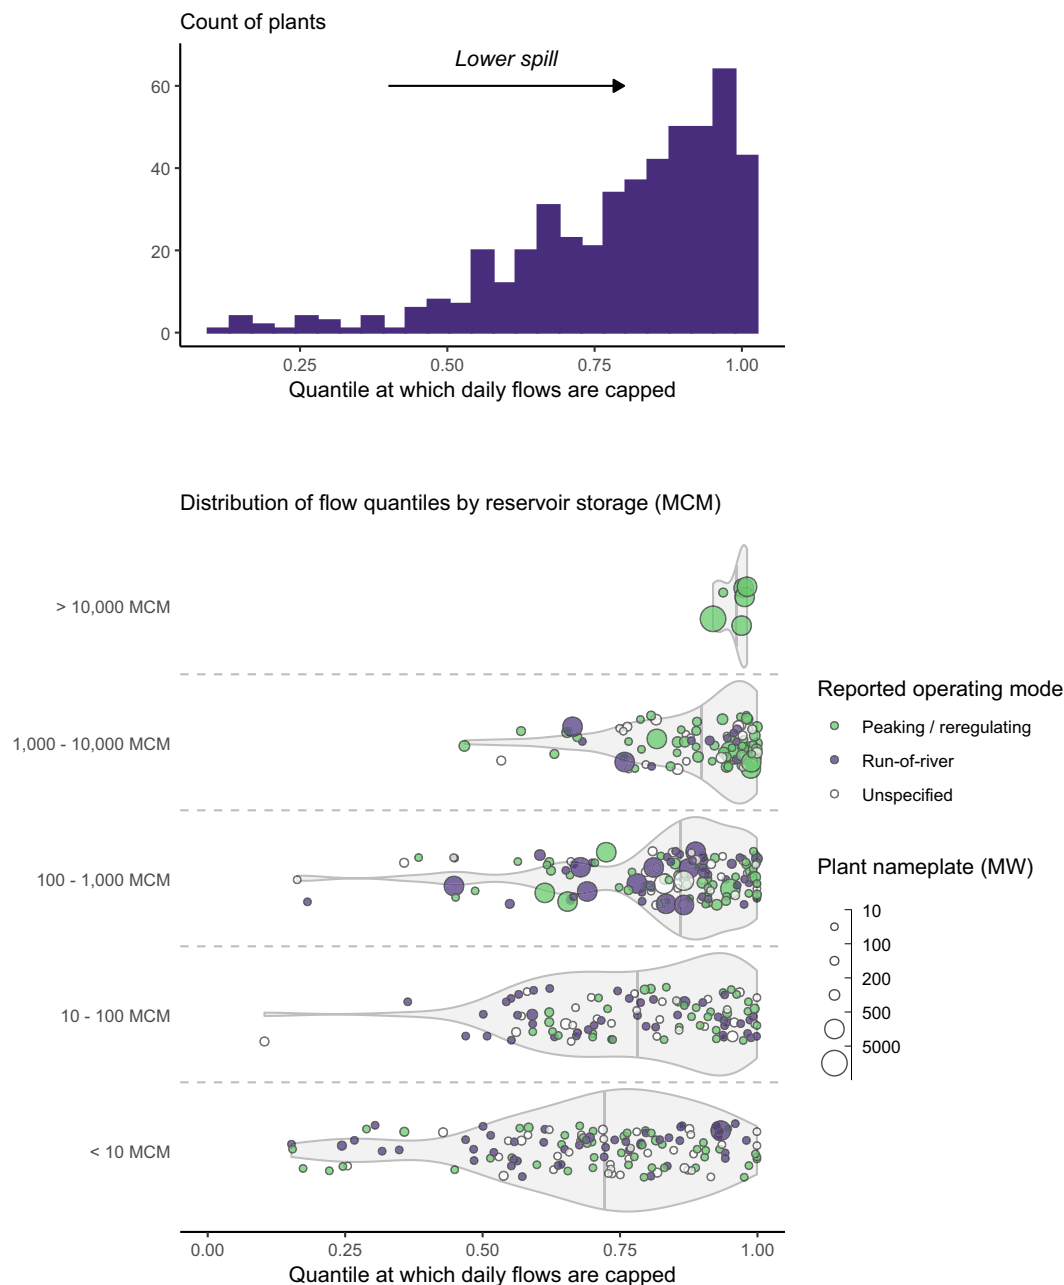 Count of plants
Lower spill
60
40
20
0
0.25 0.50 0.75 1.00
Quantile at which daily flows are capped
Distribution of flow quantiles by reservoir storage (MCM)
> 10,000 MCM
1,000 - 10,000 MCM
100 - 1,000 MCM
10 - 100 MCM
< 10 MCM
0.00 0.25 0.50 0.75 1.00
Quantile at which daily flows are capped
Reported operating mode
Peaking / reregulating
Run-of-river
Unspecified
Plant nameplate (MW)
10
100
200
500
5000